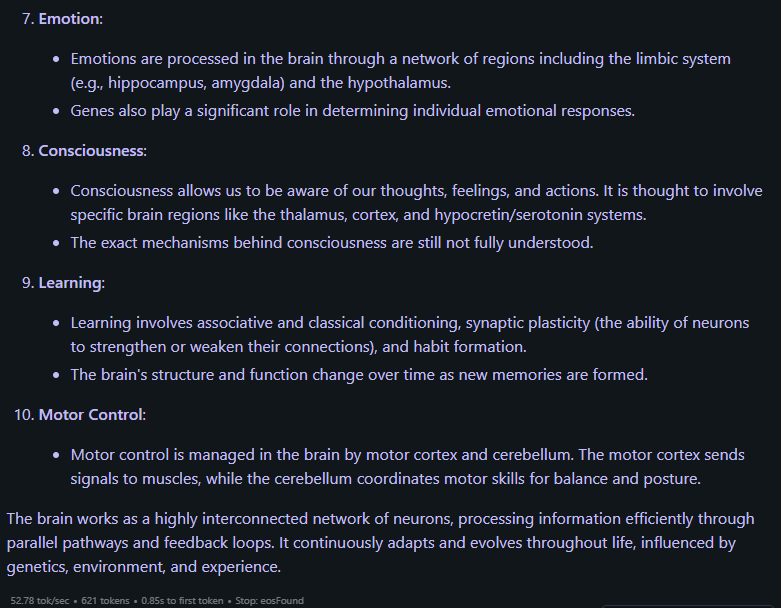 7. Emotion:
• Emotions are processed in the brain through a network of regions including the limbic system
(e.g., hippocampus, amygdala) and the hypothalamus.
• Genes also play a significant role in determining individual emotional responses.
8. Consciousness:
• Consciousness allows us to be aware of our thoughts, feelings, and actions. It is thought to involve
specific brain regions like the thalamus, cortex, and hypocretin/serotonin systems.
• The exact mechanisms behind consciousness are still not fully understood.
9. Learning:
• Learning involves associative and classical conditioning, synaptic plasticity (the ability of neurons
to strengthen or weaken their connections), and habit formation.
• The brain's structure and function change over time as new memories are formed.
10. Motor Control:
• Motor control is managed in the brain by motor cortex and cerebellum. The motor cortex sends
signals to muscles, while the cerebellum coordinates motor skills for balance and posture.
The brain works as a highly interconnected network of neurons, processing information efficiently through
parallel pathways and feedback loops. It continuously adapts and evolves throughout life, influenced by
genetics, environment, and experience.
52.78 tok/sec • 621 tokens • 0.85s to first token • Stop: eosFound